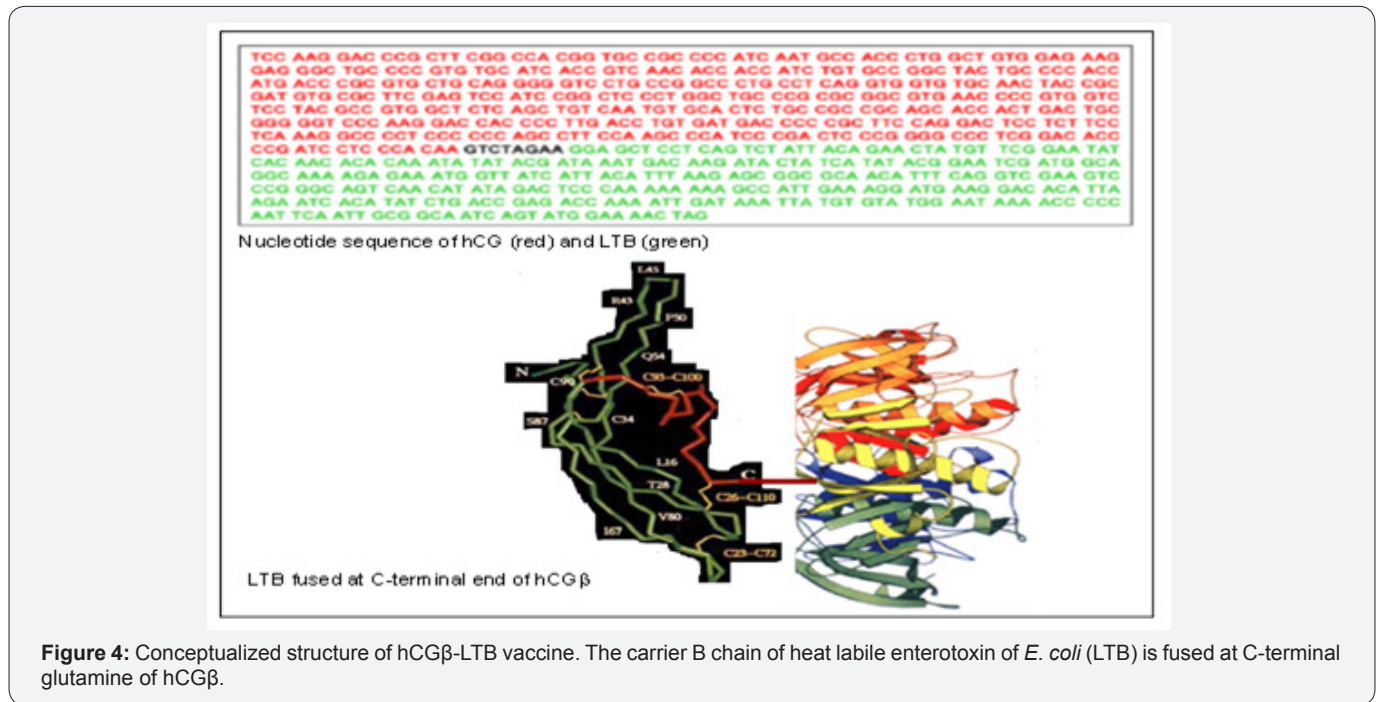 TCC AAG GAC CCG CTT CGG CCA CGG TGC CGC CCC ATC AAT GCC ACC CTG GCT GTG GAG AAG
GAG GGC TGC CCC GTG TGC ATC ACC GTC AAC ACC ACC ATC TGT GCC GGC TAC TGC CCC ACC
ATG ACC CGC GTG CTG CAG GGG GTC CTG CCG GCC CTG CCT CAG GTG GTG TGC AAC TAC CGC
GAT GTG CGC TTC GAG TCC ATC CGG CTC CCT GGC TGC CCG CGC GGC GTG AAC CCC GTG GTC
TCC TAC GCC GTG GCT CTC AGC TGT CAA TGT GCA CTC TGC CGC CGC AGC ACC ACT GAC TGC
GGG GGT CCC AAG GAC CAC CCC TTG ACC TGT GAT GAC CCC CGC TTC CAG GAC TCC TCT TCC
TCA AAG GCC CCT CCC CCC AGC CTT CCA AGC CCA TCC CGA CTC CCG GGG CCC TCG GAC ACC
CCG ATC CTC CCA CAA GTCTAGAA GGA GCT CCT CAG TCT ATT ACA GAA CTA TGT TCG GAA TAT
CAC AAC ACA CAA ATA TAT ACG ATA AAT GAC AAG ATA CTA TCA TAT ACG GAA TCG ATG GCA
GGC AAA AGA GAA ATG GTT ATC ATT ACA TTT AAG AGC GGC GCA ACA TTT CAG GTC GAA GTC
CCG GGC AGT CAA CAT ATA GAC TCC CAA AAA AAA GCC ATT GAA AGG ATG AAG GAC ACA TTA
AGA ATC ACA TAT CTG ACC GAG ACC AAA ATT GAT AAA TTA TGT GTA TGG AAT AAA ACC CCC
AAT TCA ATT GCG GCA ATC AGT ATG GAA AAC TAG
Nucleotide sequence of hCG (red) and LTB (green)
L45
R43
P50
Q54
N
C90
C93–C100
S87
C34
L16
C
T28
C26–C110
V80
I67
C23–C72
LTB fused at C-terminal end of hCGβ
Figure 4: Conceptualized structure of hCGβ-LTB vaccine. The carrier B chain of heat labile enterotoxin of E. coli (LTB) is fused at C-terminal
glutamine of hCGβ.